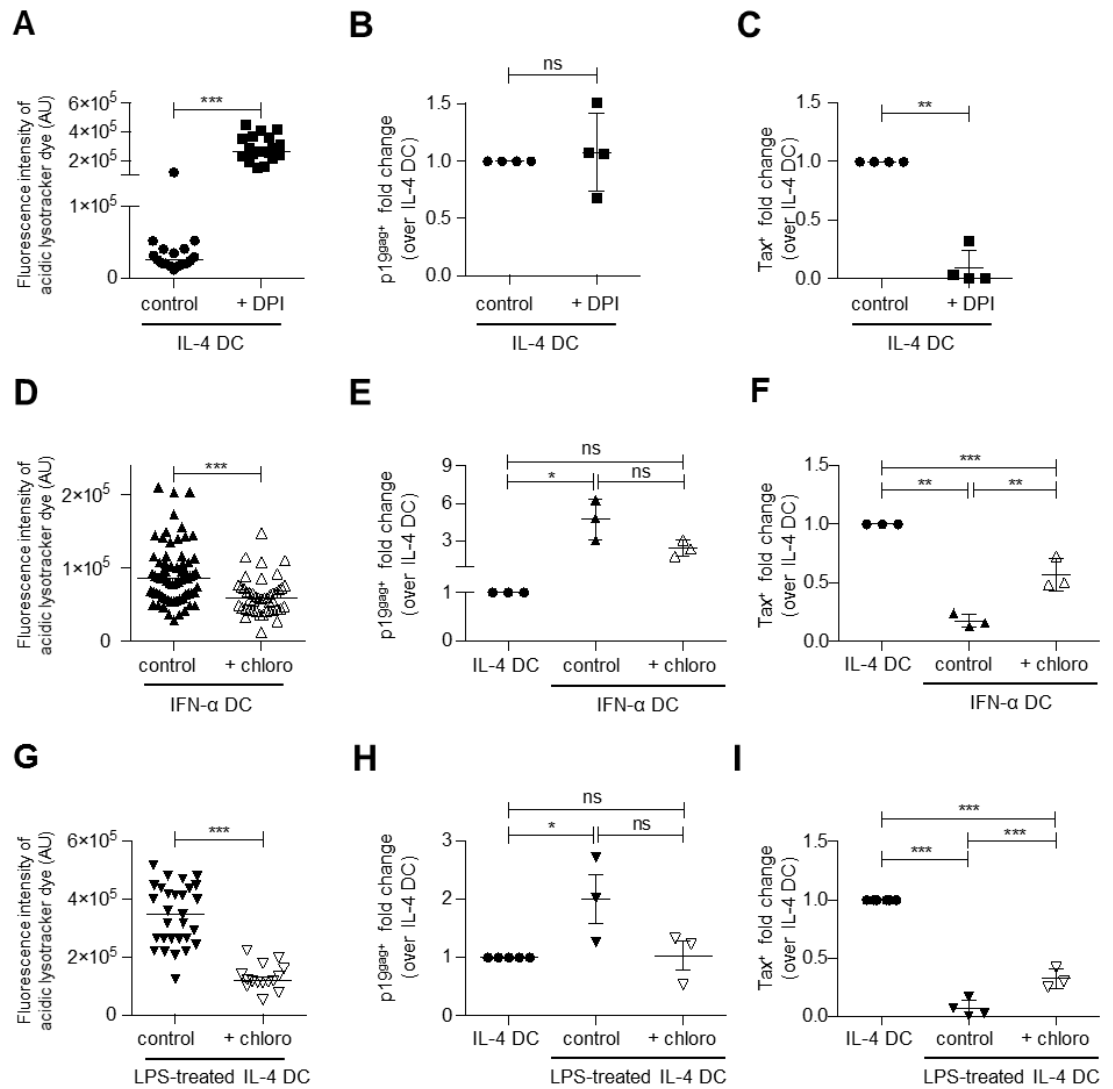 A
Fluorescence intensity of
acidic lysotracker dye (AU)
6×10⁵
4×10⁵
2×10⁵
1×10⁵
0
***
control
+ DPI
IL-4 DC
B
p19ᵍᵃᵍ⁺ fold change
(over IL-4 DC)
1.5
1.0
0.5
0.0
ns
control
+ DPI
IL-4 DC
C
Tax⁺ fold change
(over IL-4 DC)
1.5
1.0
0.5
0.0
**
control
+ DPI
IL-4 DC
D
Fluorescence intensity of
acidic lysotracker dye (AU)
2×10⁵
1×10⁵
0
***
control
+ chloro
IFN-α DC
E
p19ᵍᵃᵍ⁺ fold change
(over IL-4 DC)
9
6
3
1
0
ns
*
ns
IL-4 DC
control
+ chloro
IFN-α DC
F
Tax⁺ fold change
(over IL-4 DC)
1.5
1.0
0.5
0.0
***
**
**
IL-4 DC
control
+ chloro
IFN-α DC
G
Fluorescence intensity of
acidic lysotracker dye (AU)
6×10⁵
4×10⁵
2×10⁵
0
***
control
+ chloro
LPS-treated IL-4 DC
H
p19ᵍᵃᵍ⁺ fold change
(over IL-4 DC)
3
2
1
0
ns
*
ns
IL-4 DC
control
+ chloro
LPS-treated IL-4 DC
I
Tax⁺ fold change
(over IL-4 DC)
1.5
1.0
0.5
0.0
***
***
***
IL-4 DC
control
+ chloro
LPS-treated IL-4 DC